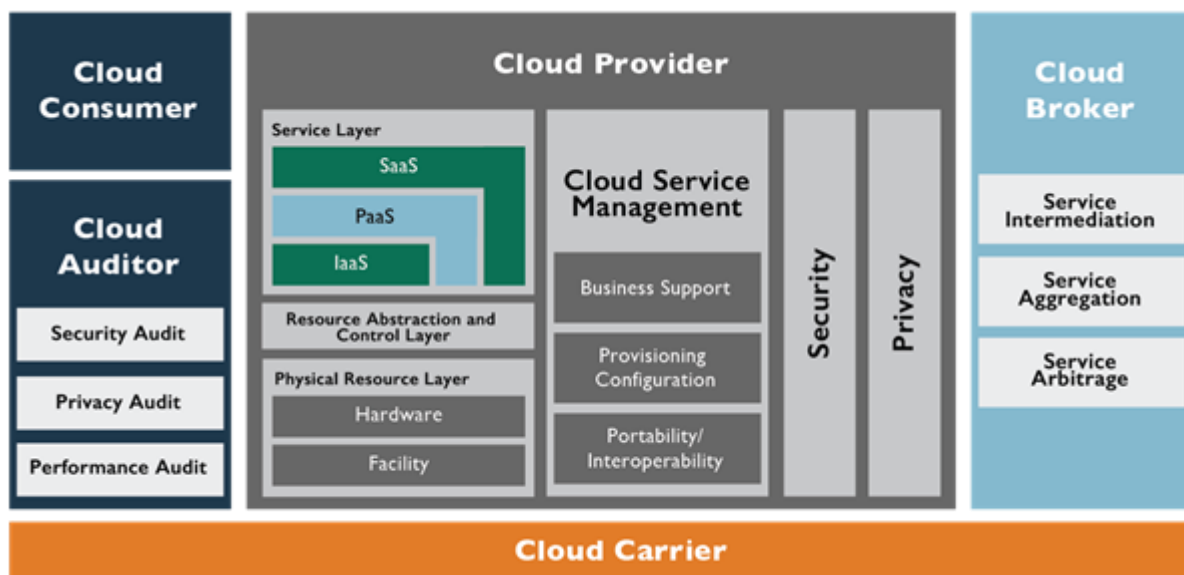 Cloud
Consumer
Cloud
Auditor
Security Audit
Privacy Audit
Performance Audit
Cloud Provider
Service Layer
SaaS
PaaS
IaaS
Resource Abstraction and
Control Layer
Physical Resource Layer
Hardware
Facility
Cloud Service
Management
Business Support
Provisioning
Configuration
Portability/
Interoperability
Security
Privacy
Cloud
Broker
Service
Intermediation
Service
Aggregation
Service
Arbitrage
Cloud Carrier